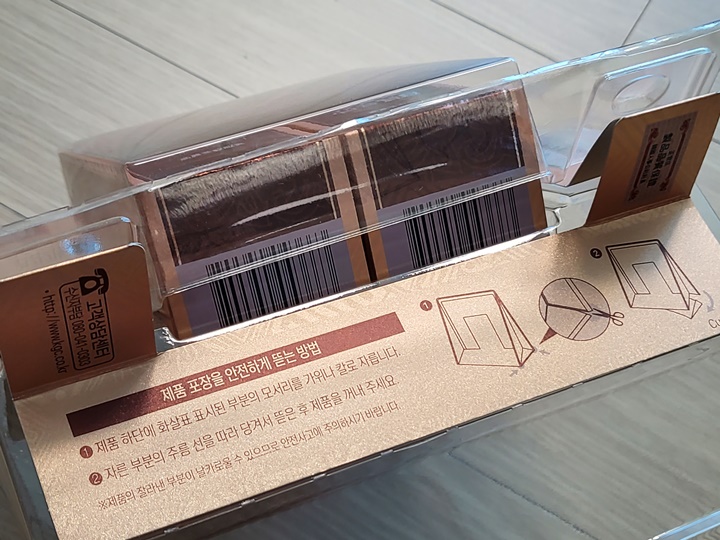 고객상담센터
수신자부담 080-041-0303
• http://www.kgc.co.kr
제품 포장을 안전하게 뜯는 방법
❶ 제품 하단에 화살표 표시된 부분의 모서리를 가위나 칼로 자릅니다.
❷ 자른 부분의 주름 선을 따라 당겨서 뜯은 후 제품을 꺼내 주세요
※제품의 잘라낸 부분이 날카로울 수 있으므로 안전사고에 주의하시기 바랍니다.
❶
❷